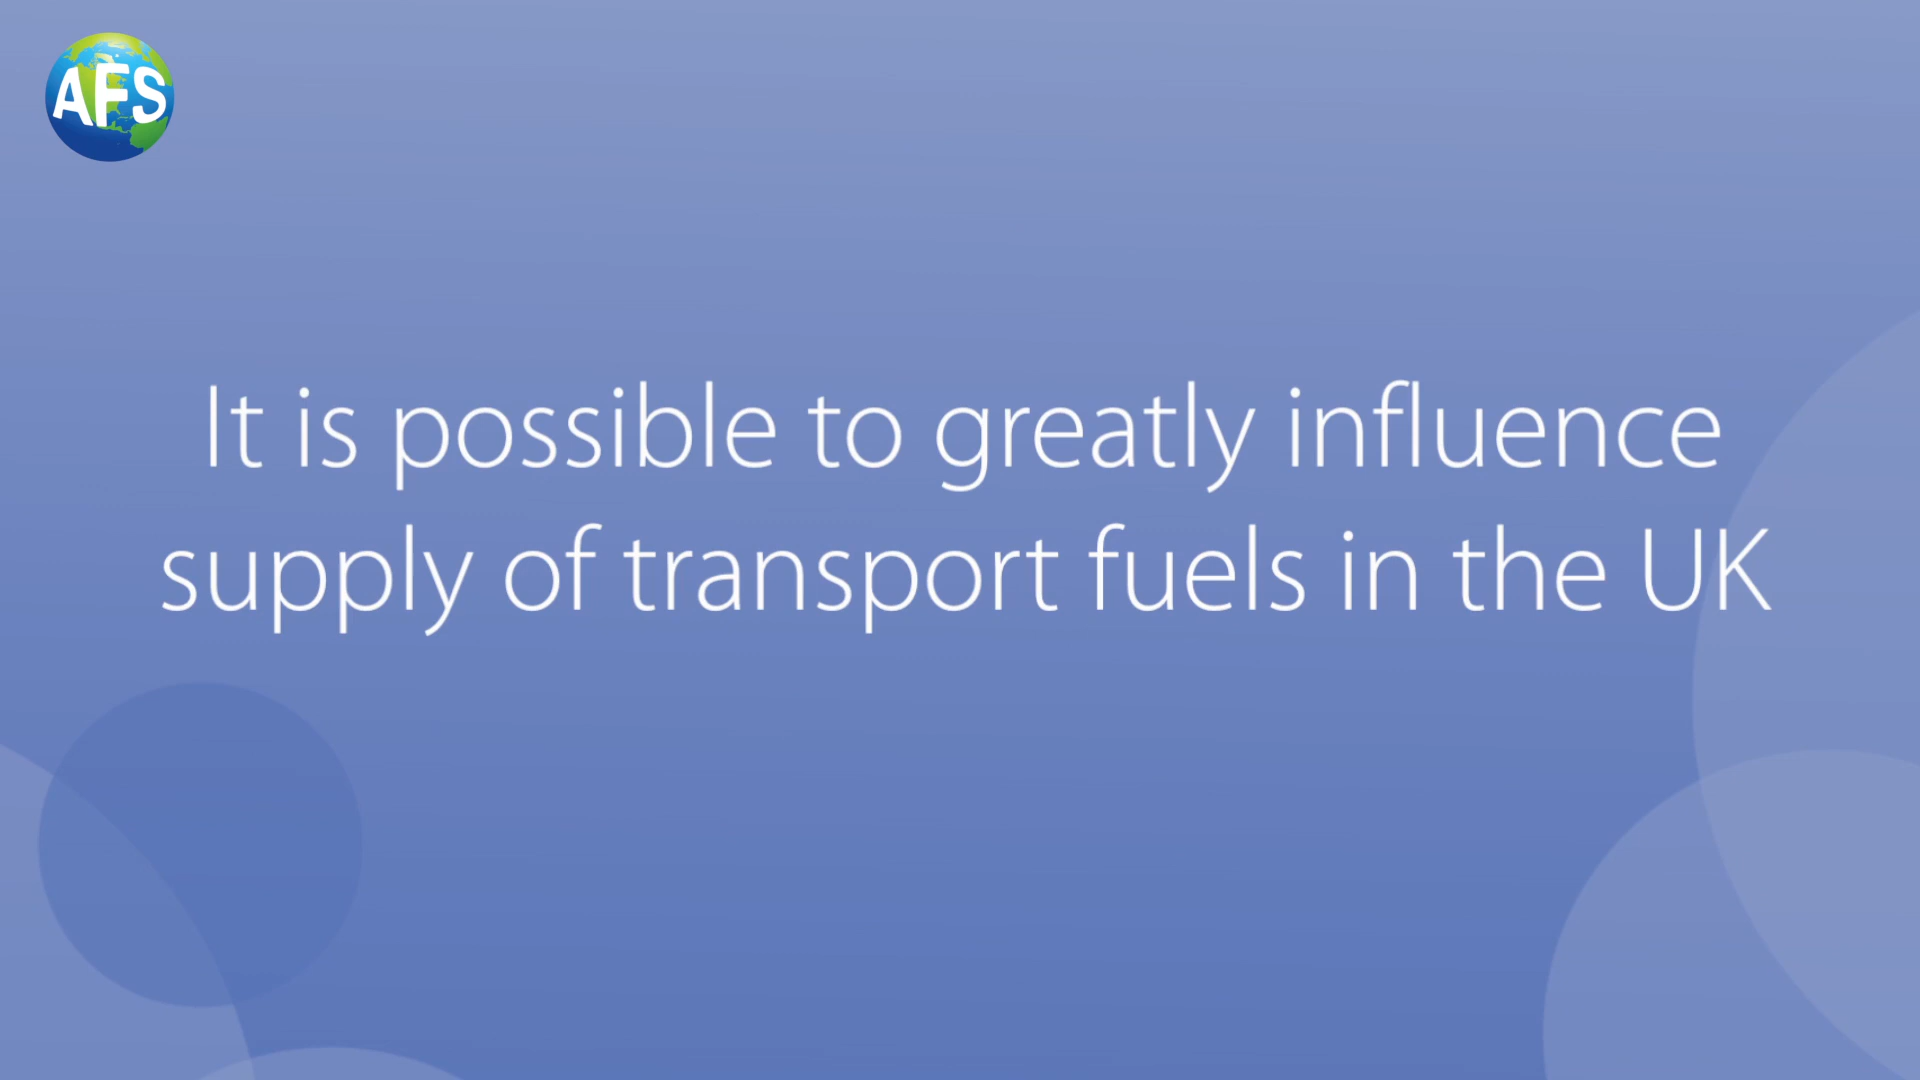 AFS
It is possible to greatly influence
supply of transport fuels in the UK